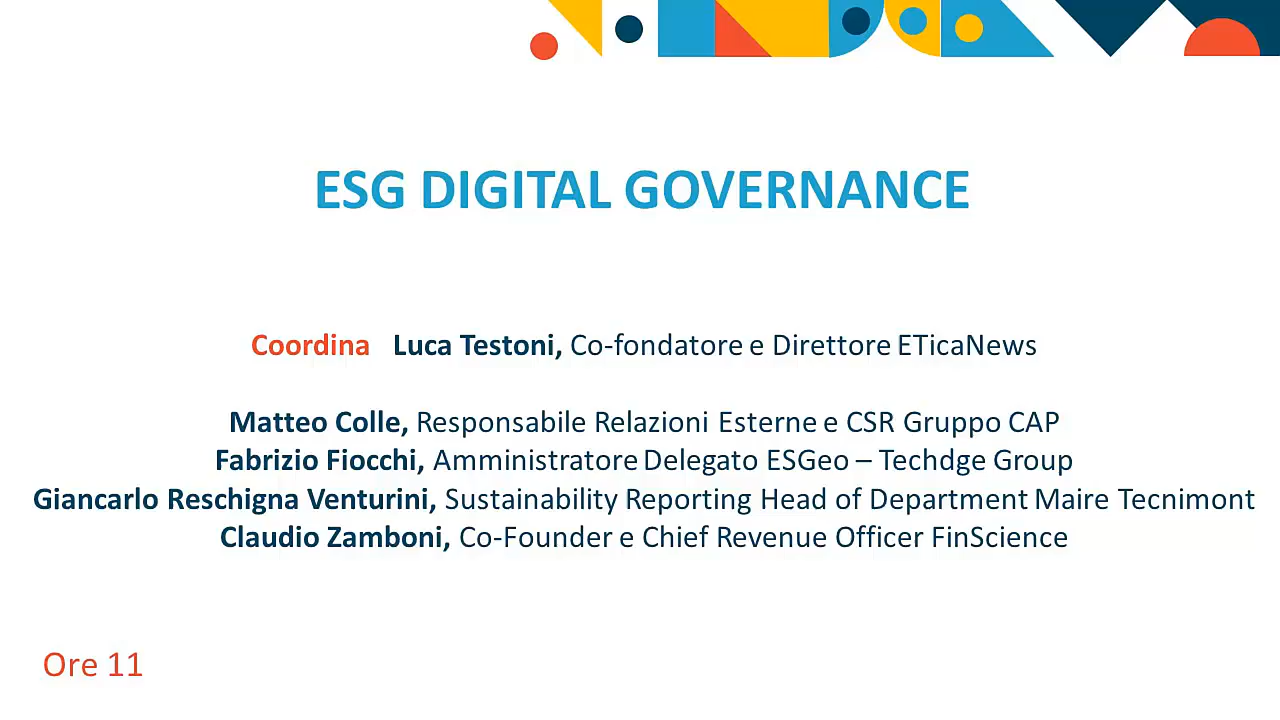 ESG DIGITAL GOVERNANCE
Coordina Luca Testoni, Co-fondatore e Direttore ETicaNews
Matteo Colle, Responsabile Relazioni Esterne e CSR Gruppo CAP
Fabrizio Fiocchi, Amministratore Delegato ESGeo – Techdge Group
Giancarlo Reschigna Venturini, Sustainability Reporting Head of Department Maire Tecnimont
Claudio Zamboni, Co-Founder e Chief Revenue Officer FinScience
Ore 11